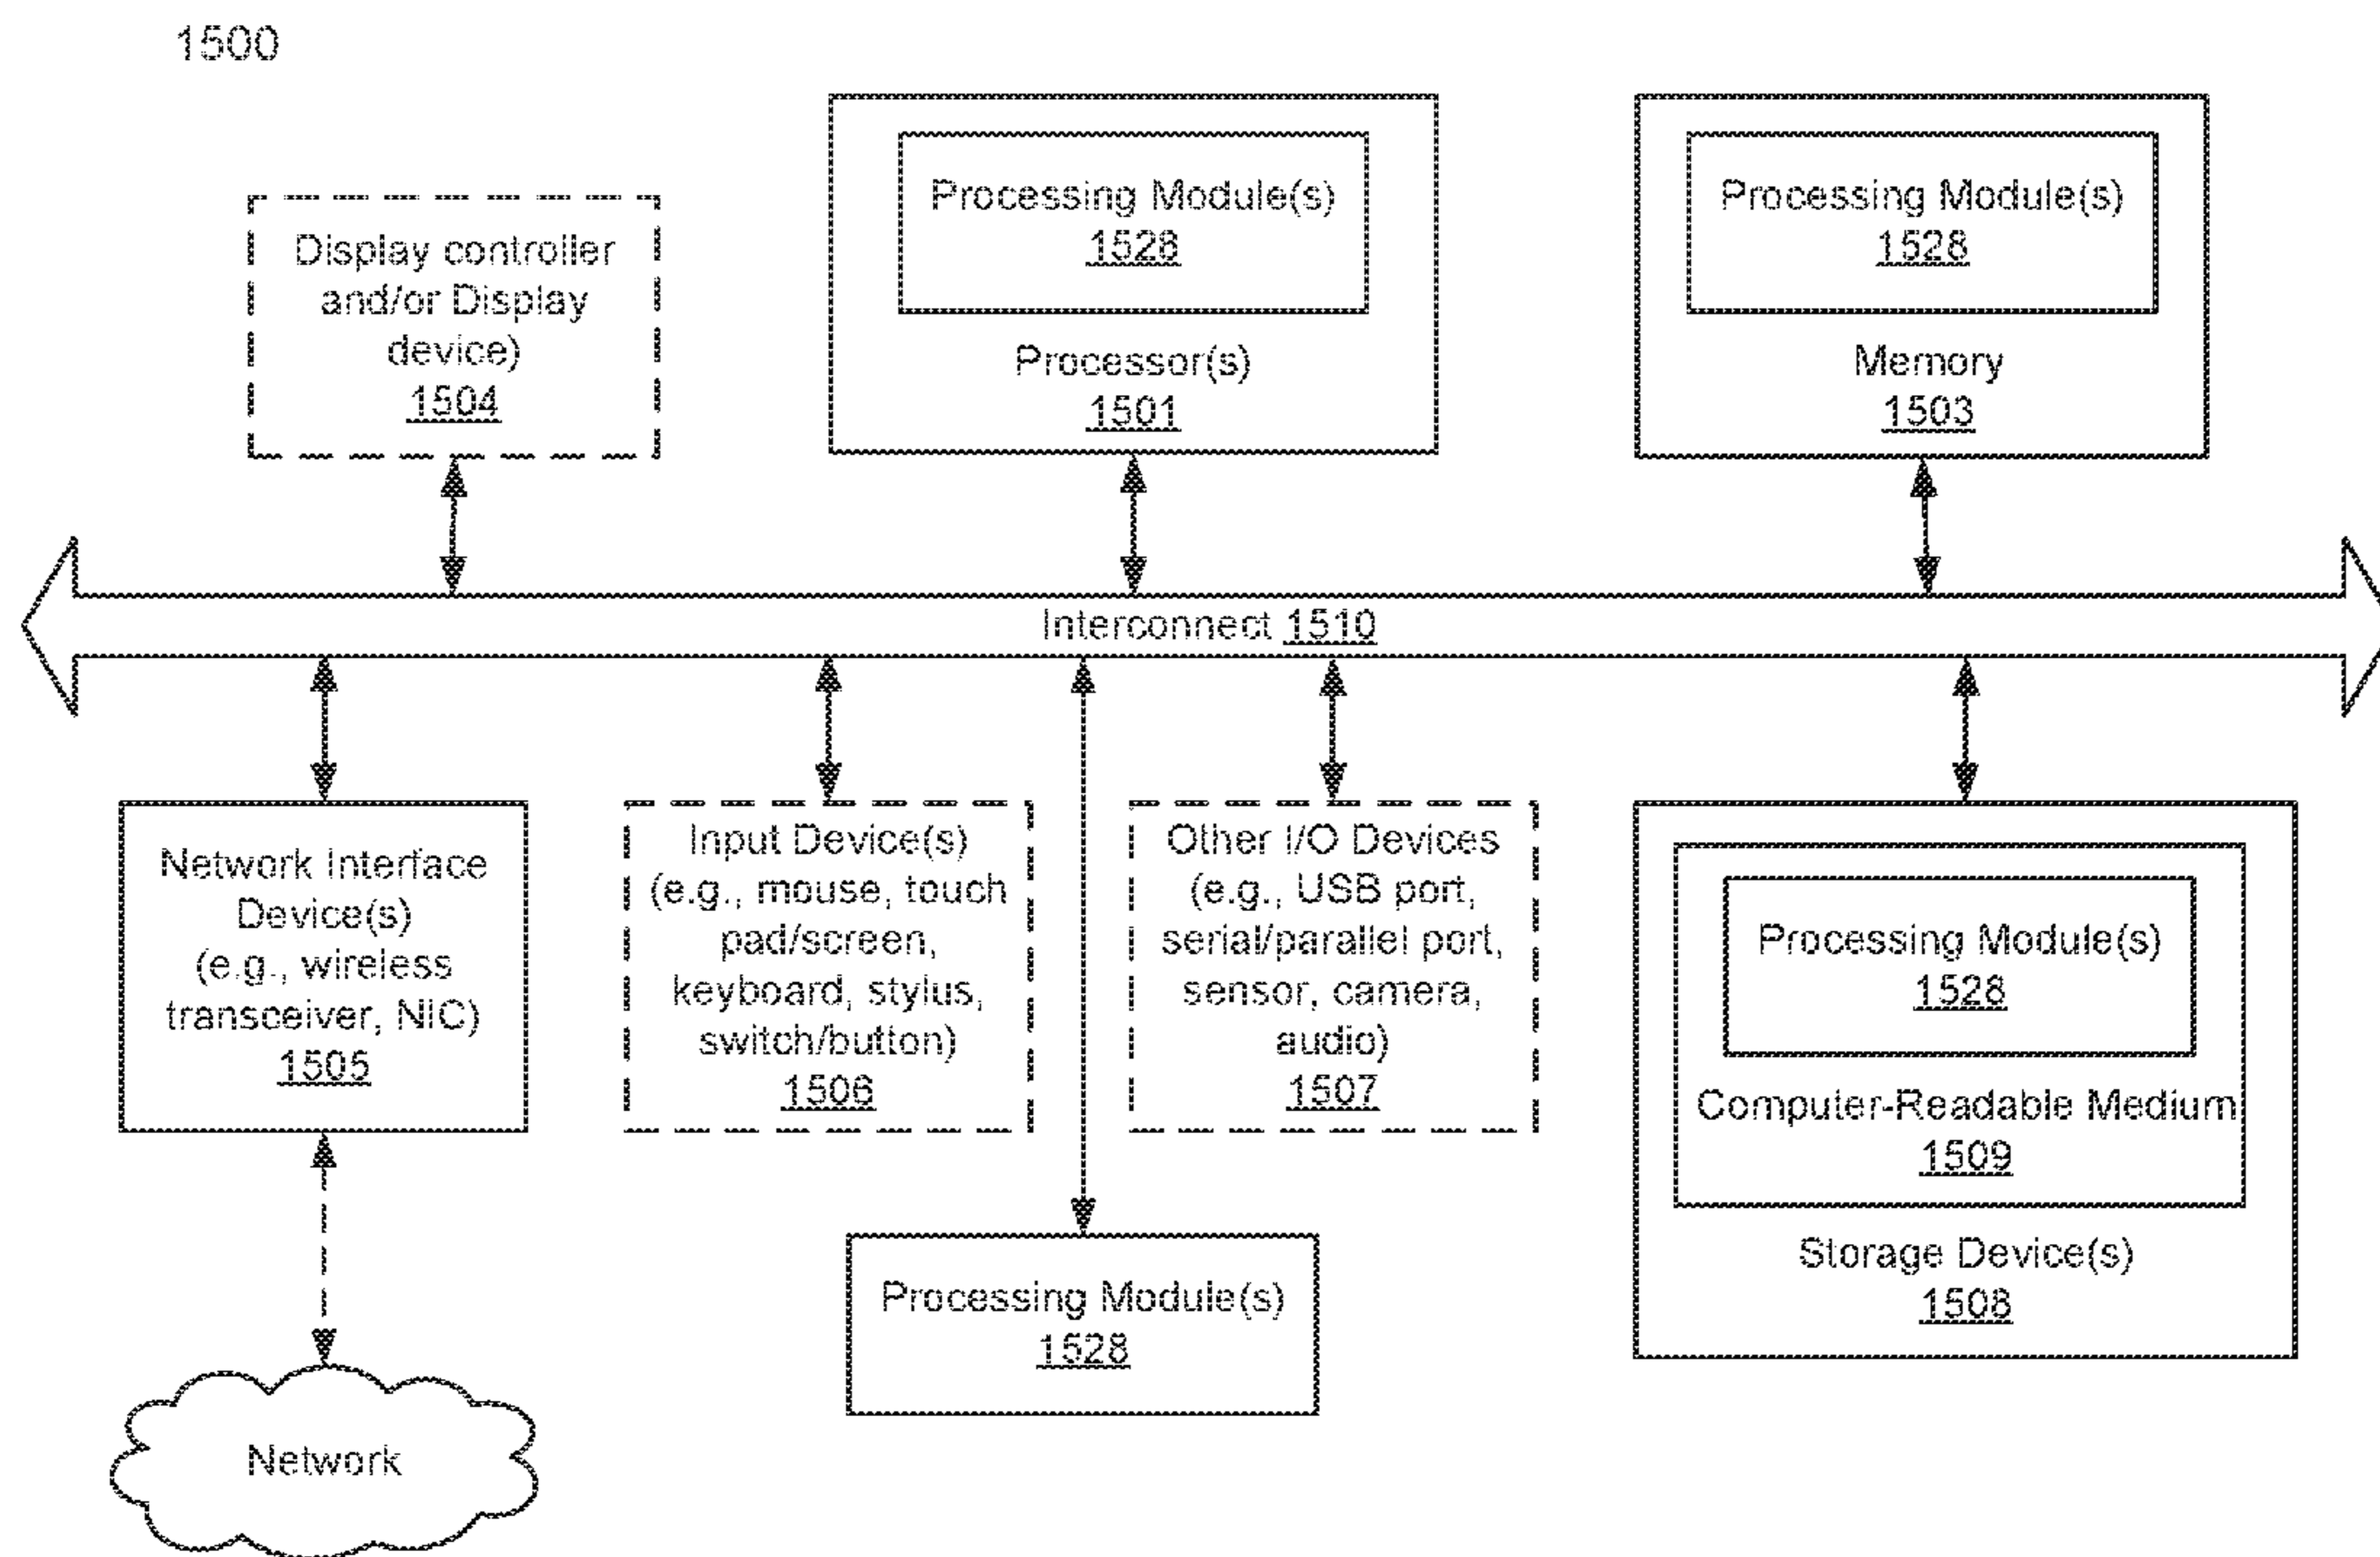 1500
Display controller
and/or Display
device)
1504
Processing Module(s)
1528
Processor(s)
1501
Processing Module(s)
1528
Memory
1503
Interconnect 1510
Network Interface
Device(s)
(e.g., wireless
transceiver, NIC)
1505
Input Device(s)
(e.g., mouse, touch
pad/screen,
keyboard, stylus,
switch/button)
1506
Other I/O Devices
(e.g., USB port,
serial/parallel port,
sensor, camera,
audio)
1507
Processing Module(s)
1528
Computer-Readable Medium
1509
Storage Device(s)
1508
Processing Module(s)
1528
Network